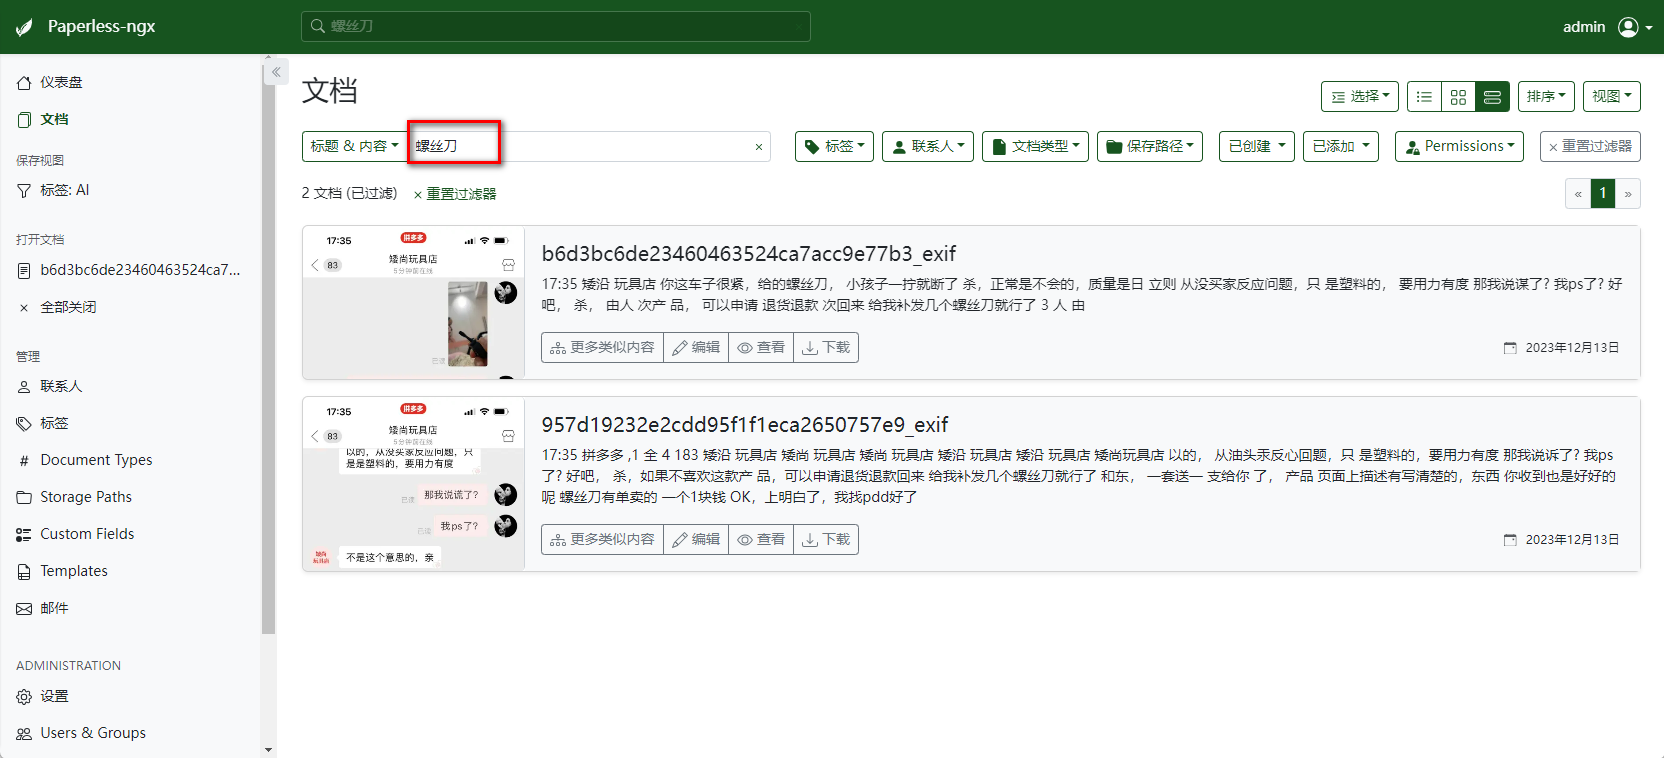 Paperless-ngx
螺丝刀
admin
仪表盘
文档
保存视图
标签: AI
打开文档
b6d3bc6de23460463524ca7...
全部关闭
管理
联系人
标签
Document Types
Storage Paths
Custom Fields
Templates
邮件
ADMINISTRATION
设置
Users & Groups
文档
选择
排序
视图
标题 & 内容
螺丝刀
标签
联系人
文档类型
保存路径
已创建
已添加
Permissions
重置过滤器
2 文档 (已过滤)
重置过滤器
« 1 »
17:35
拼多多
83
矮尚玩具店
5分钟前在线
已读
b6d3bc6de23460463524ca7acc9e77b3_exif
17:35 矮沿 玩具店 你这车子很紧，给的螺丝刀， 小孩子一拧就断了 杀，正常是不会的，质量是日 立则 从没买家反应问题，只 是塑料的， 要用力有度 那我说谋了? 我ps了? 好
吧， 杀， 由人 次产 品， 可以申请 退货退款 次回来 给我补发几个螺丝刀就行了 3 人 由
更多类似内容
编辑
查看
下载
2023年12月13日
17:35
拼多多
83
矮尚玩具店
5分钟前在线
以的，从没买家反应问题，只
是是塑料的，要用力有度
已读
那我说谎了?
已读
我ps了?
矮尚
玩具店
不是这个意思的，亲
957d19232e2cdd95f1f1eca2650757e9_exif
17:35 拼多多 ,1 全 4 183 矮沿 玩具店 矮尚 玩具店 矮尚 玩具店 矮沿 玩具店 矮沿 玩具店 矮尚玩具店 以的， 从油头汞反心回题，只 是塑料的，要用力有度 那我说诉了? 我ps
了? 好吧， 杀，如果不喜欢这款产 品，可以申请退货退款回来 给我补发几个螺丝刀就行了 和东， 一套送一 支给你 了， 产品 页面上描述有写清楚的，东西 你收到也是好好的
呢 螺丝刀有单卖的 一个1块钱 OK，上明白了，我找pdd好了
更多类似内容
编辑
查看
下载
2023年12月13日